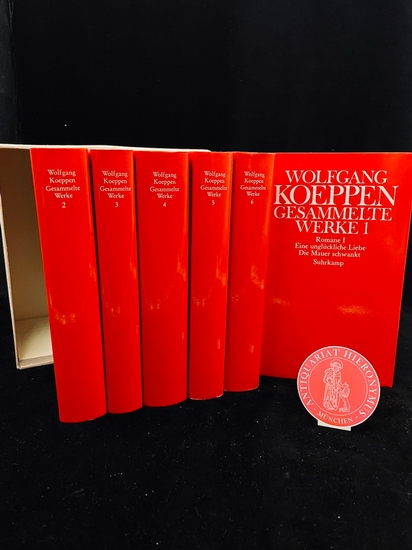 Wolfgang
Koeppen
Gesammelte
Werke
2
Wolfgang
Koeppen
Gesammelte
Werke
3
Wolfgang
Koeppen
Gesammelte
Werke
4
Wolfgang
Koeppen
Gesammelte
Werke
5
Wolfgang
Koeppen
Gesammelte
Werke
WOLFGANG
KOEPPEN
GESAMMELTE
WERKE 1
Romane I
Eine unglückliche Liebe
Die Mauer schwankt
Suhrkamp
ANTIQUARIAT HIERONYMUS
· MÜNCHEN ·